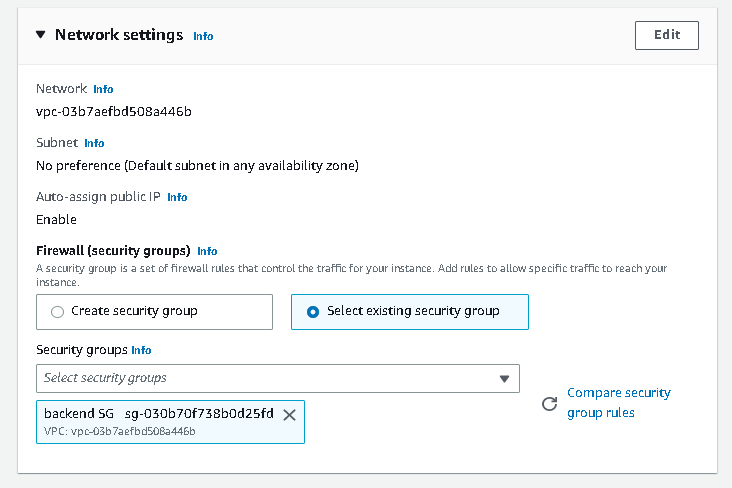 Network settings Info
Edit
Network Info
vpc-03b7aefbd508a446b
Subnet Info
No preference (Default subnet in any availability zone)
Auto-assign public IP Info
Enable
Firewall (security groups) Info
A security group is a set of firewall rules that control the traffic for your instance. Add rules to allow specific traffic to reach your
instance.
Create security group
Select existing security group
Security groups Info
Select security groups
backend SG sg-030b70f738b0d25fd
VPC: vpc-03b7aefbd508a446b
Compare security
group rules